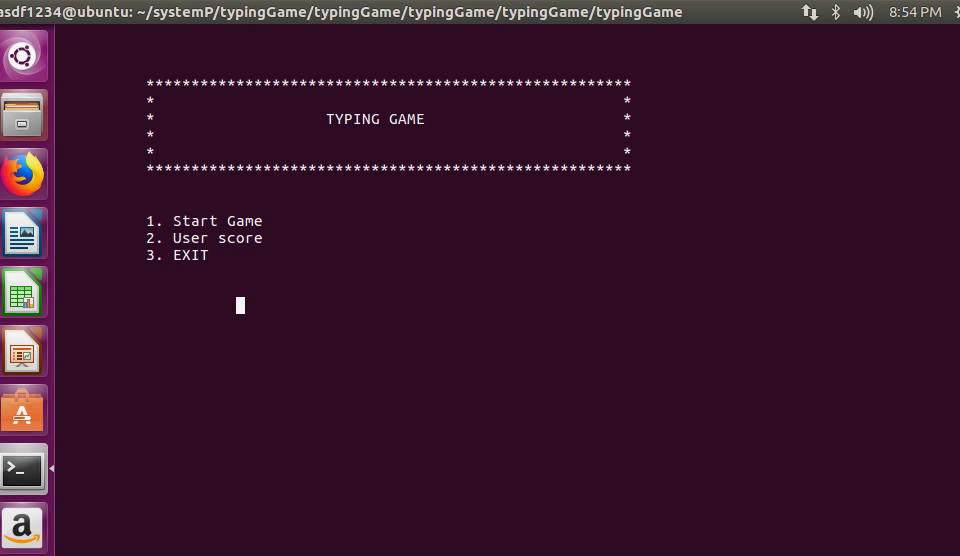 asdf1234@ubuntu: ~/systemP/typingGame/typingGame/typingGame/typingGame/typingGame 8:54 PM
******************************************************
* *
* TYPING GAME *
* *
* *
******************************************************
1. Start Game
2. User score
3. EXIT